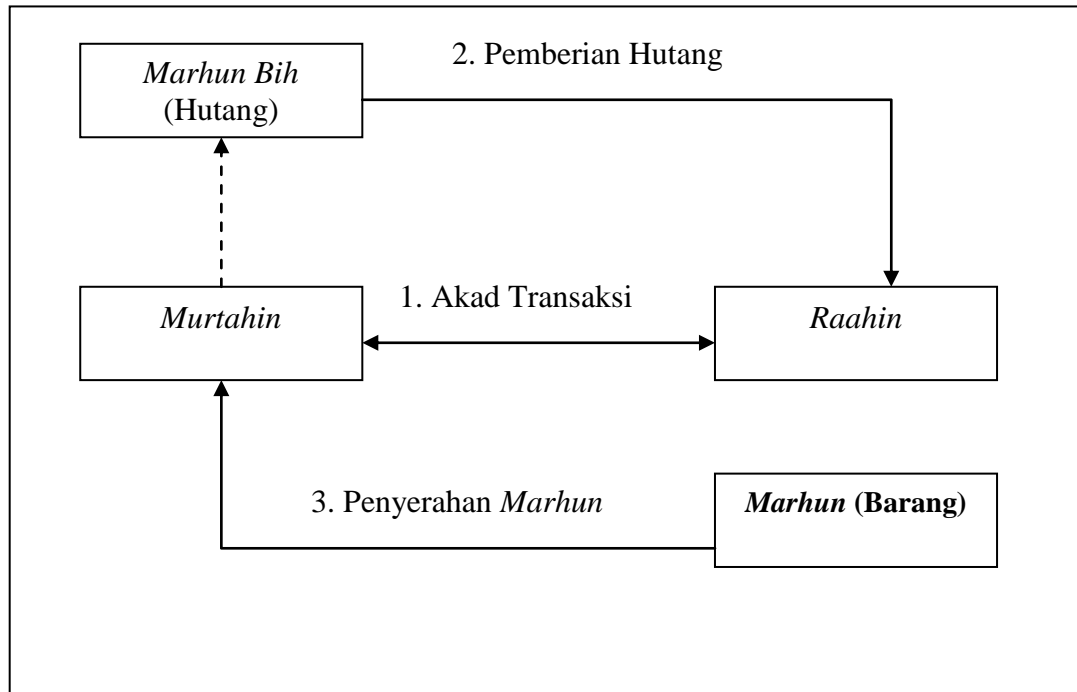 2. Pemberian Hutang
Marhun Bih
(Hutang)
1. Akad Transaksi
Murtahin
Raahin
3. Penyerahan Marhun
Marhun (Barang)